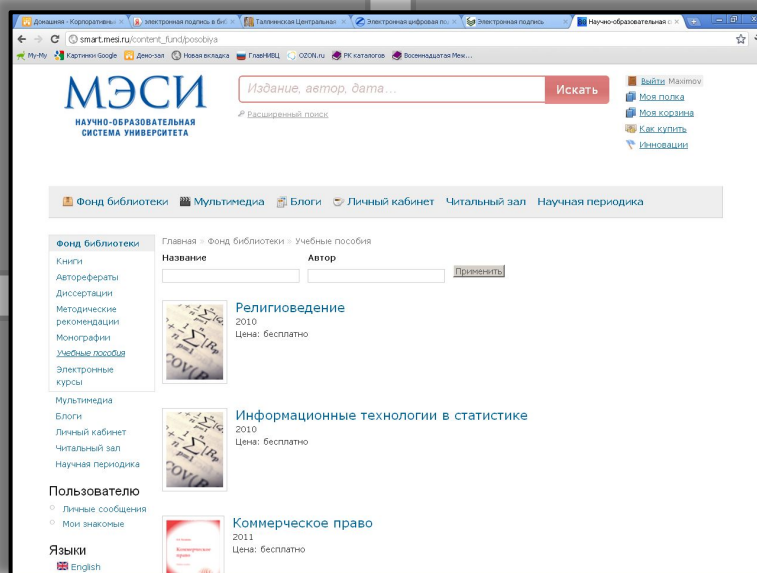 Домашняя - Корпоративны
электронная подпись в биб
Таллиннская Центральная
Электронная цифровая по
Электронная подпись
Научно-образовательная с
smart.mesi.ru/content_fund/posobiya
My-My Картинки Google Демо-зал Новая вкладка ГлавНИВЦ OZON.ru РК каталогов Восемнадцатая Меж...
МЭСИ
НАУЧНО-ОБРАЗОВАТЕЛЬНАЯ
СИСТЕМА УНИВЕРСИТЕТА
Издание, автор, дата...
Искать
Расширенный поиск
Выйти Maximov
Моя полка
Моя корзина
Как купить
Инновации
Фонд библиотеки Мультимедиа Блоги Личный кабинет Читальный зал Научная периодика
Фонд библиотеки
Книги
Авторефераты
Диссертации
Методические
рекомендации
Монографии
Учебные пособия
Электронные
курсы
Мультимедиа
Блоги
Личный кабинет
Читальный зал
Научная периодика
Пользователю
Личные сообщения
Мои знакомые
Языки
English
Главная » Фонд библиотеки » Учебные пособия
Название Автор
Применить
Религиоведение
2010
Цена: бесплатно
Информационные технологии в статистике
2010
Цена: бесплатно
Коммерческое право
2011
Цена: бесплатно
Коммерческое
право